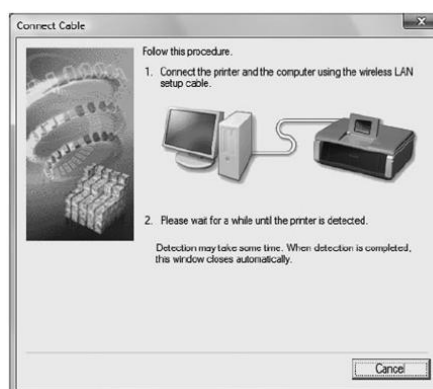 Connect Cable
Follow this procedure.
1. Connect the printer and the computer using the wireless LAN
setup cable.
2. Please wait for a while until the printer is detected.
Detection may take some time. When detection is completed,
this window closes automatically.
Cancel